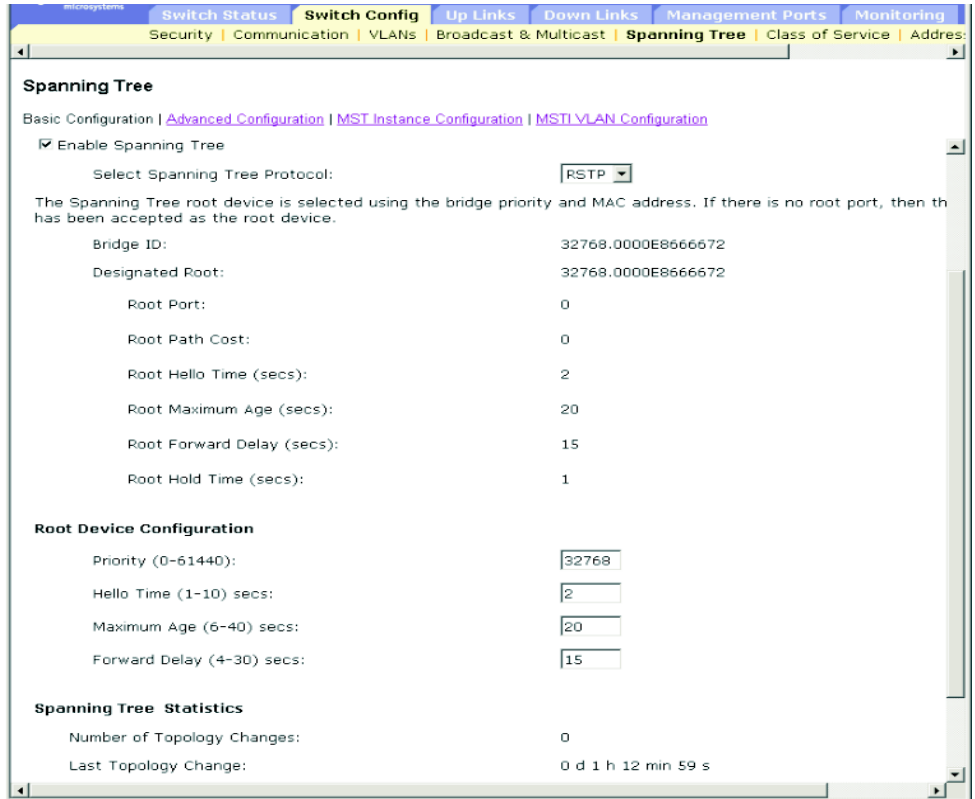 microsystems
Switch Status Switch Config Up Links Down Links Management Ports Monitoring
Security | Communication | VLANs | Broadcast & Multicast | Spanning Tree | Class of Service | Addres
Spanning Tree
Basic Configuration | Advanced Configuration | MST Instance Configuration | MSTI VLAN Configuration
Enable Spanning Tree
Select Spanning Tree Protocol: RSTP
The Spanning Tree root device is selected using the bridge priority and MAC address. If there is no root port, then th
has been accepted as the root device.
Bridge ID: 32768.0000E8666672
Designated Root: 32768.0000E8666672
Root Port: 0
Root Path Cost: 0
Root Hello Time (secs): 2
Root Maximum Age (secs): 20
Root Forward Delay (secs): 15
Root Hold Time (secs): 1
Root Device Configuration
Priority (0-61440): 32768
Hello Time (1-10) secs: 2
Maximum Age (6-40) secs: 20
Forward Delay (4-30) secs: 15
Spanning Tree Statistics
Number of Topology Changes: 0
Last Topology Change: 0 d 1 h 12 min 59 s